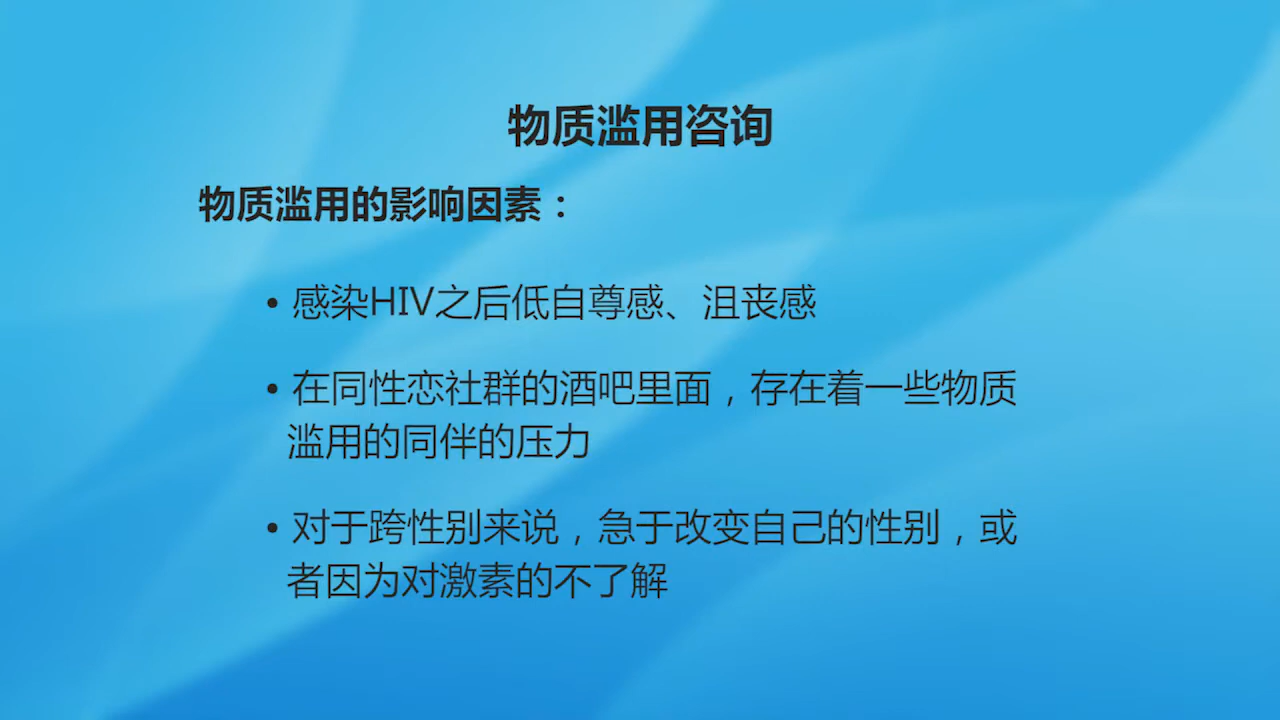 物质滥用咨询
物质滥用的影响因素：
• 感染HIV之后低自尊感、沮丧感
• 在同性恋社群的酒吧里面，存在着一些物质
滥用的同伴的压力
• 对于跨性别来说，急于改变自己的性别，或
者因为对激素的不了解